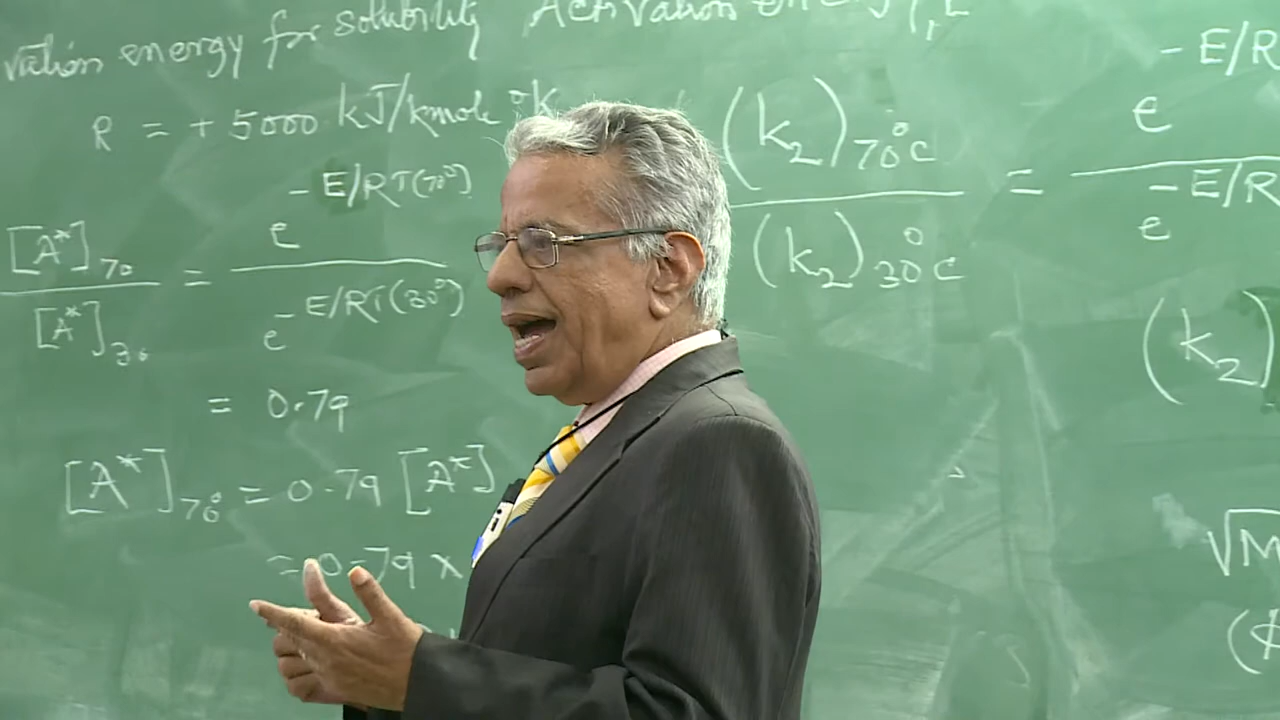 vation energy for solubility Activation energy,
R = + 5000 kJ/kmole °K
[A*]70 / [A*]30 = e^-E/RT(70°) / e^-E/RT(30°)
= 0.79
[A*]70° = 0.79 [A*]
= 0.79 x
(k2)70°C / (k2)30°C = e^-E/R / e^-E/R
(k2)
√M